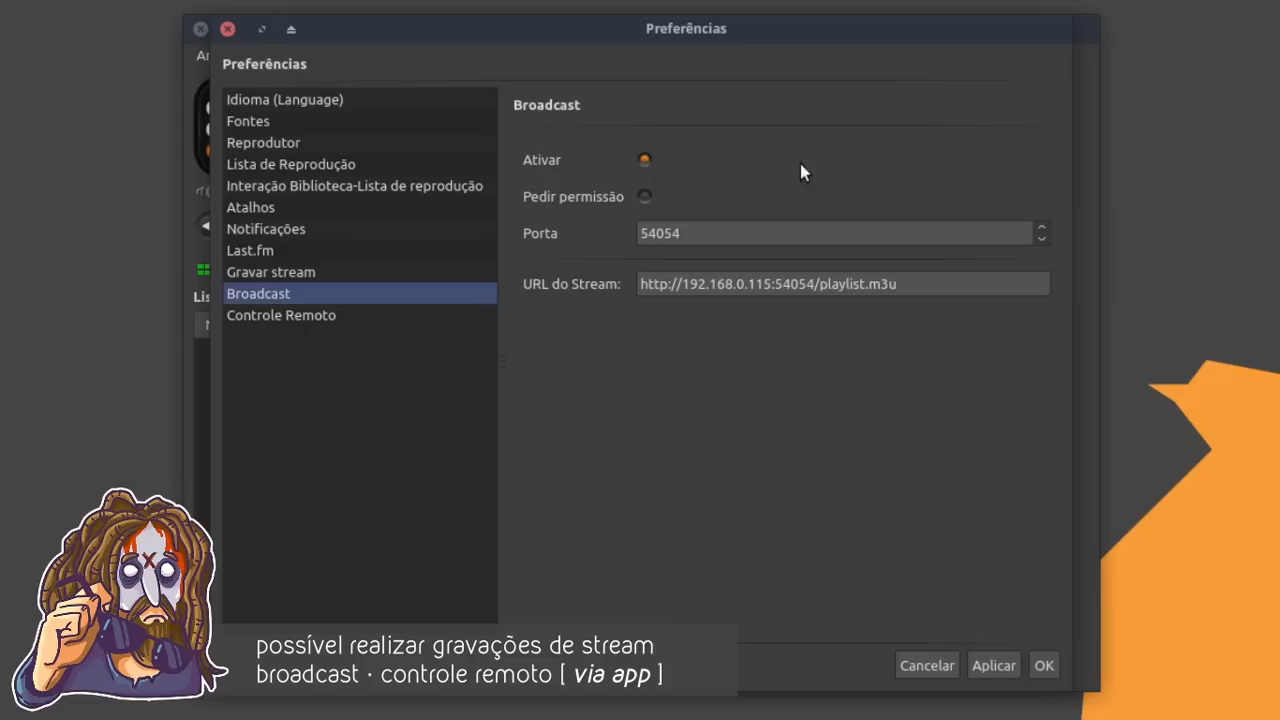 Preferências
Preferências
Idioma (Language)
Fontes
Reprodutor
Lista de Reprodução
Interação Biblioteca-Lista de reprodução
Atalhos
Notificações
Last.fm
Gravar stream
Broadcast
Controle Remoto
Broadcast
Ativar
Pedir permissão
Porta
54054
URL do Stream:
http://192.168.0.115:54054/playlist.m3u
Cancelar
Aplicar
OK
possível realizar gravações de stream
broadcast · controle remoto [ via app ]